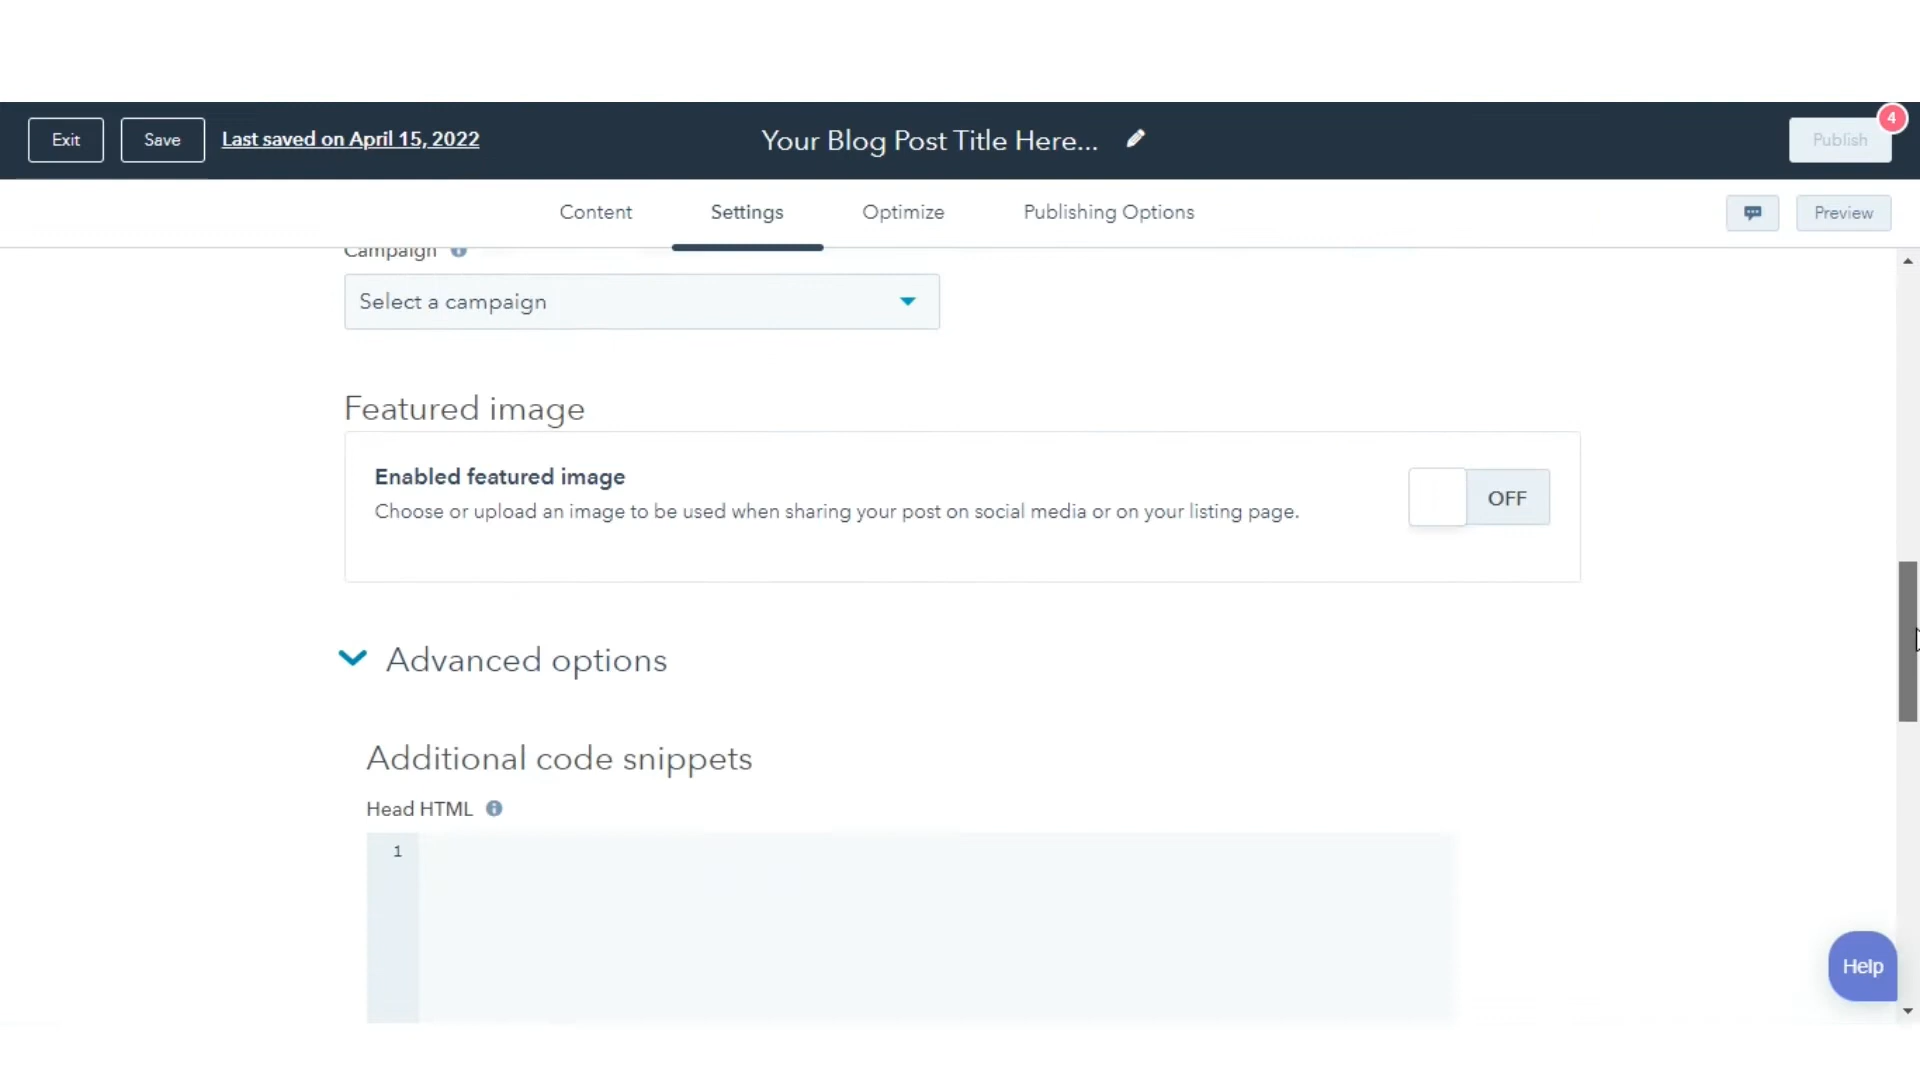 Exit
Save
Last saved on April 15, 2022
Your Blog Post Title Here...
Publish
4
Content
Settings
Optimize
Publishing Options
Preview
Campaign
Select a campaign
Featured image
Enabled featured image
Choose or upload an image to be used when sharing your post on social media or on your listing page.
OFF
Advanced options
Additional code snippets
Head HTML
1
Help